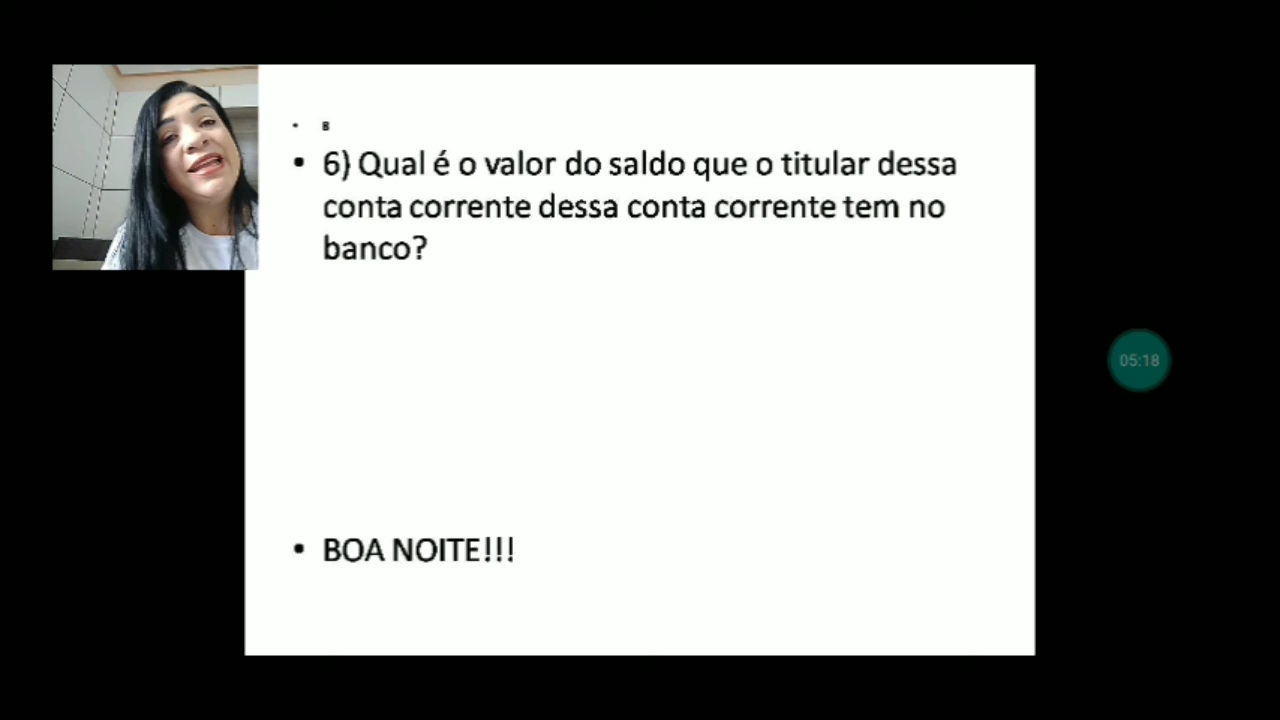 B
6) Qual é o valor do saldo que o titular dessa
conta corrente dessa conta corrente tem no
banco?
05:18
BOA NOITE!!!